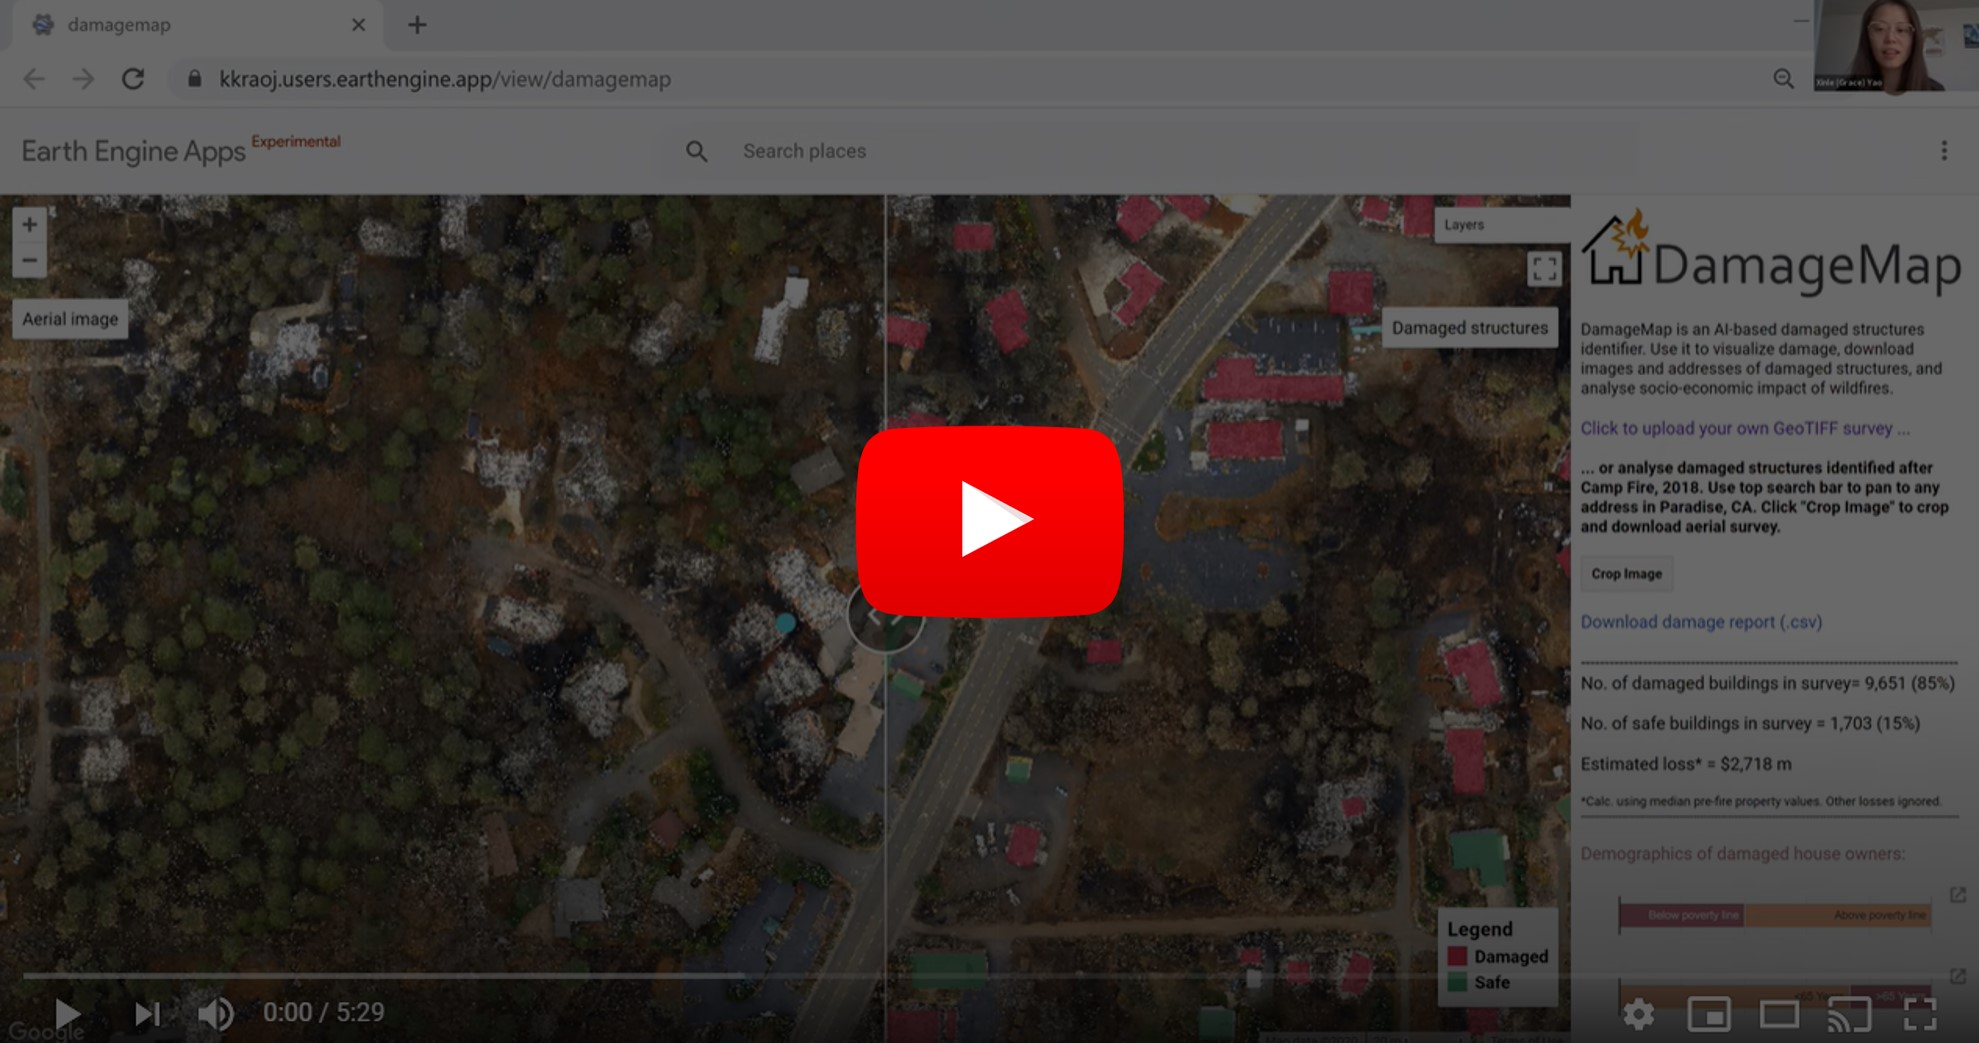 damagemap
kkraoj.users.earthengine.app/view/damagemap
Xinle (Grace) Yao
Earth Engine Apps Experimental
Search places
Layers
Aerial image
Damaged structures
DamageMap
DamageMap is an AI-based damaged structures
identifier. Use it to visualize damage, download
images and addresses of damaged structures, and
analyse socio-economic impact of wildfires.
Click to upload your own GeoTIFF survey ...
... or analyse damaged structures identified after
Camp Fire, 2018. Use top search bar to pan to any
address in Paradise, CA. Click "Crop Image" to crop
and download aerial survey.
Crop Image
Download damage report (.csv)
No. of damaged buildings in survey= 9,651 (85%)
No. of safe buildings in survey = 1,703 (15%)
Estimated loss* = $2,718 m
*Calc. using median pre-fire property values. Other losses ignored.
Demographics of damaged house owners:
Below poverty line Above poverty line
Legend
Damaged
Safe
0:00 / 5:29
Google
Terms of Use